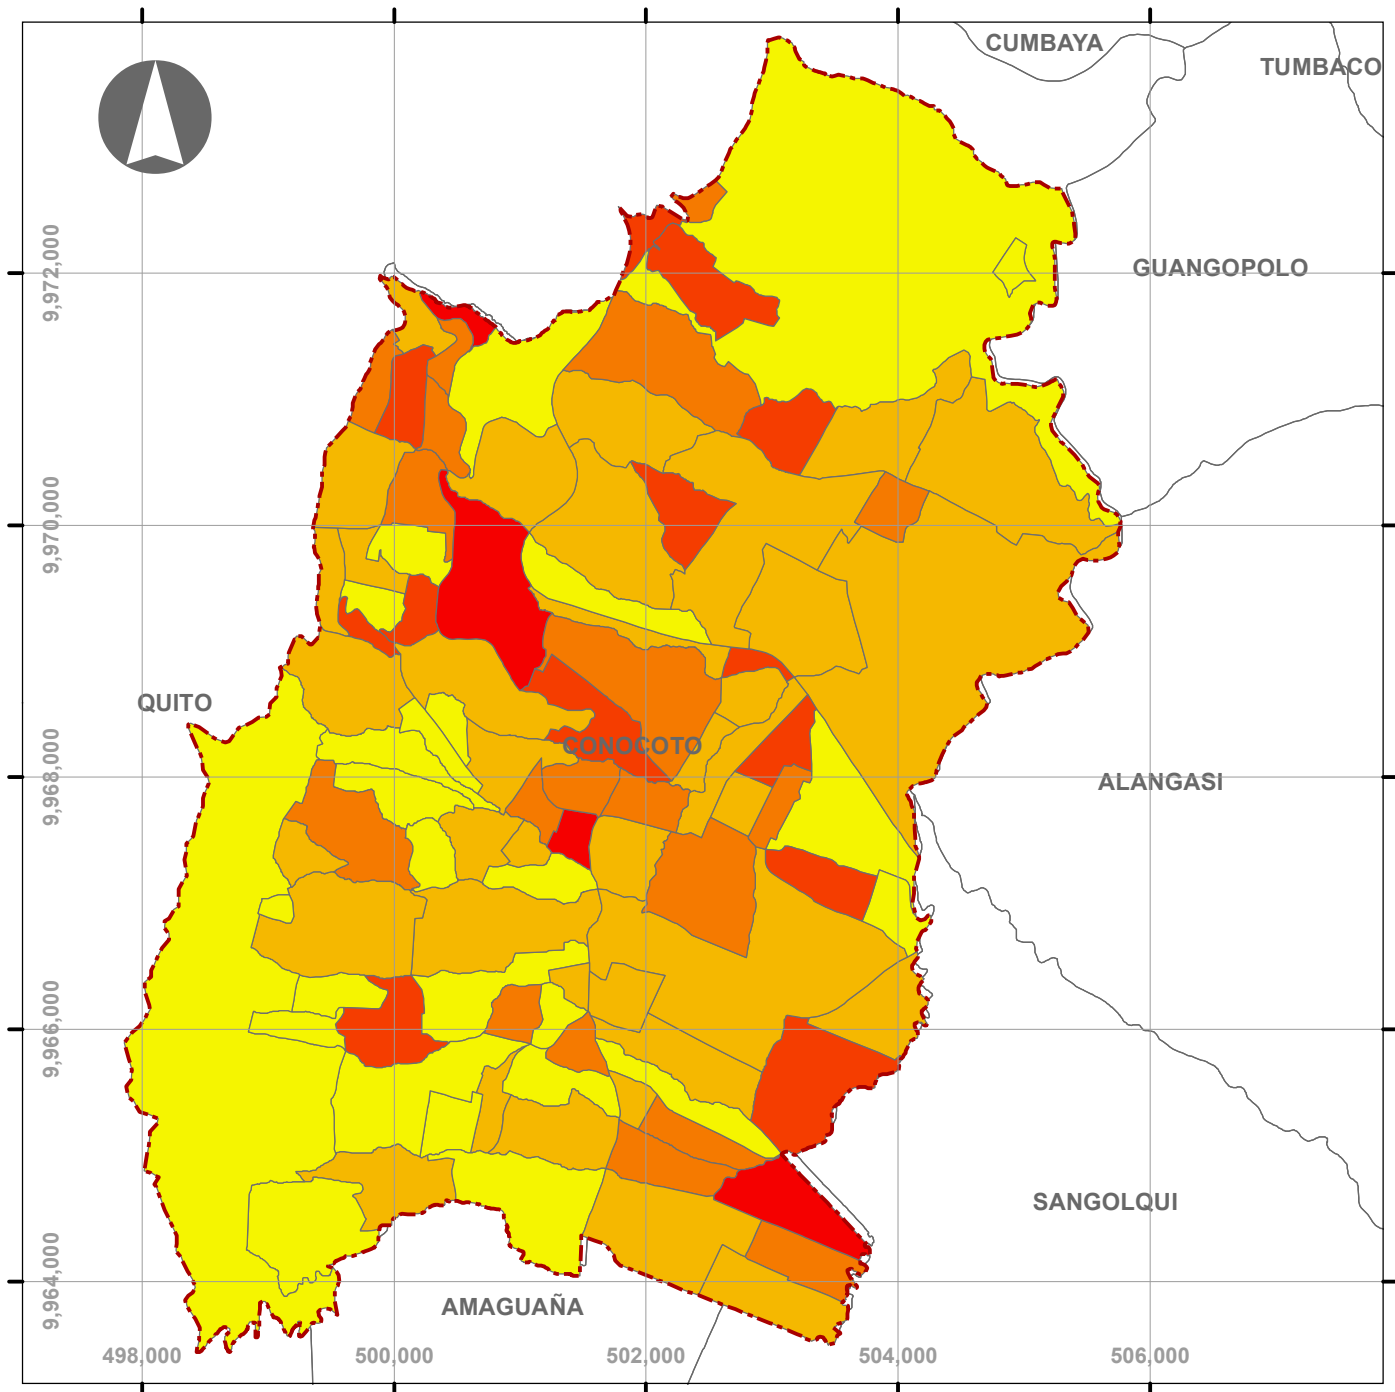 CUMBAYA
TUMBACO
GUANGOPOLO
9,972,000
9,970,000
QUITO
CONOCOTO
9,968,000
ALANGASI
9,966,000
SANGOLQUI
9,964,000
AMAGUAÑA
498,000 500,000 502,000 504,000 506,000